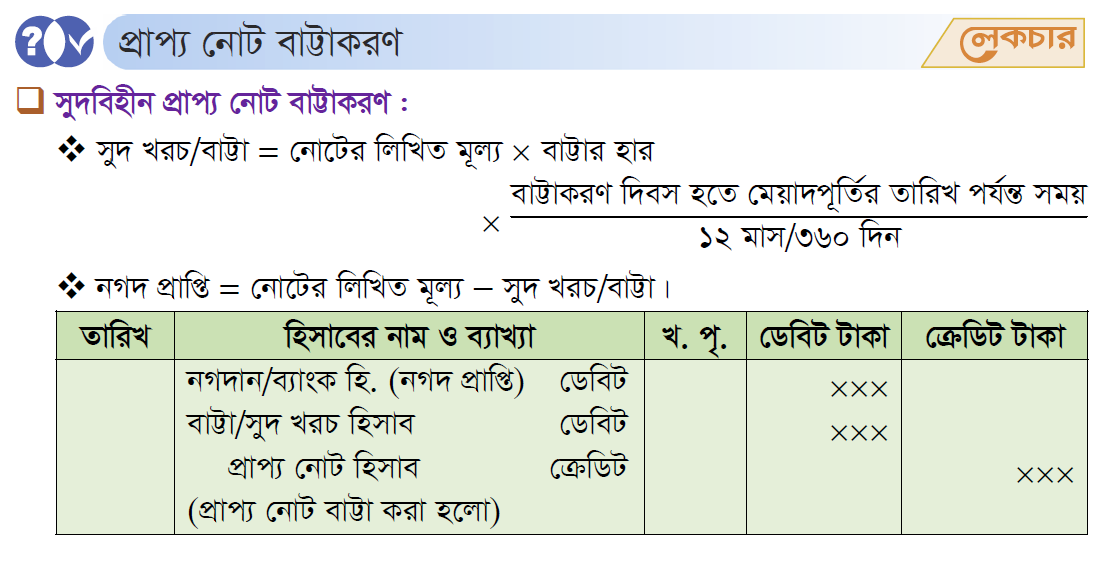 প্রাপ্য নোট বাট্টাকরণ
লেকচার
সুদবিহীন প্রাপ্য নোট বাট্টাকরণ :
সুদ খরচ/বাট্টা = নোটের লিখিত মূল্য × বাট্টার হার
× বাট্টাকরণ দিবস হতে মেয়াদপূর্তির তারিখ পর্যন্ত সময়
১২ মাস/৩৬০ দিন
নগদ প্রাপ্তি = নোটের লিখিত মূল্য – সুদ খরচ/বাট্টা।
তারিখ হিসাবের নাম ও ব্যাখ্যা খ. পৃ. ডেবিট টাকা ক্রেডিট টাকা
নগদান/ব্যাংক হি. (নগদ প্রাপ্তি) ডেবিট ×××
বাট্টা/সুদ খরচ হিসাব ডেবিট ×××
প্রাপ্য নোট হিসাব ক্রেডিট ×××
(প্রাপ্য নোট বাট্টা করা হলো)